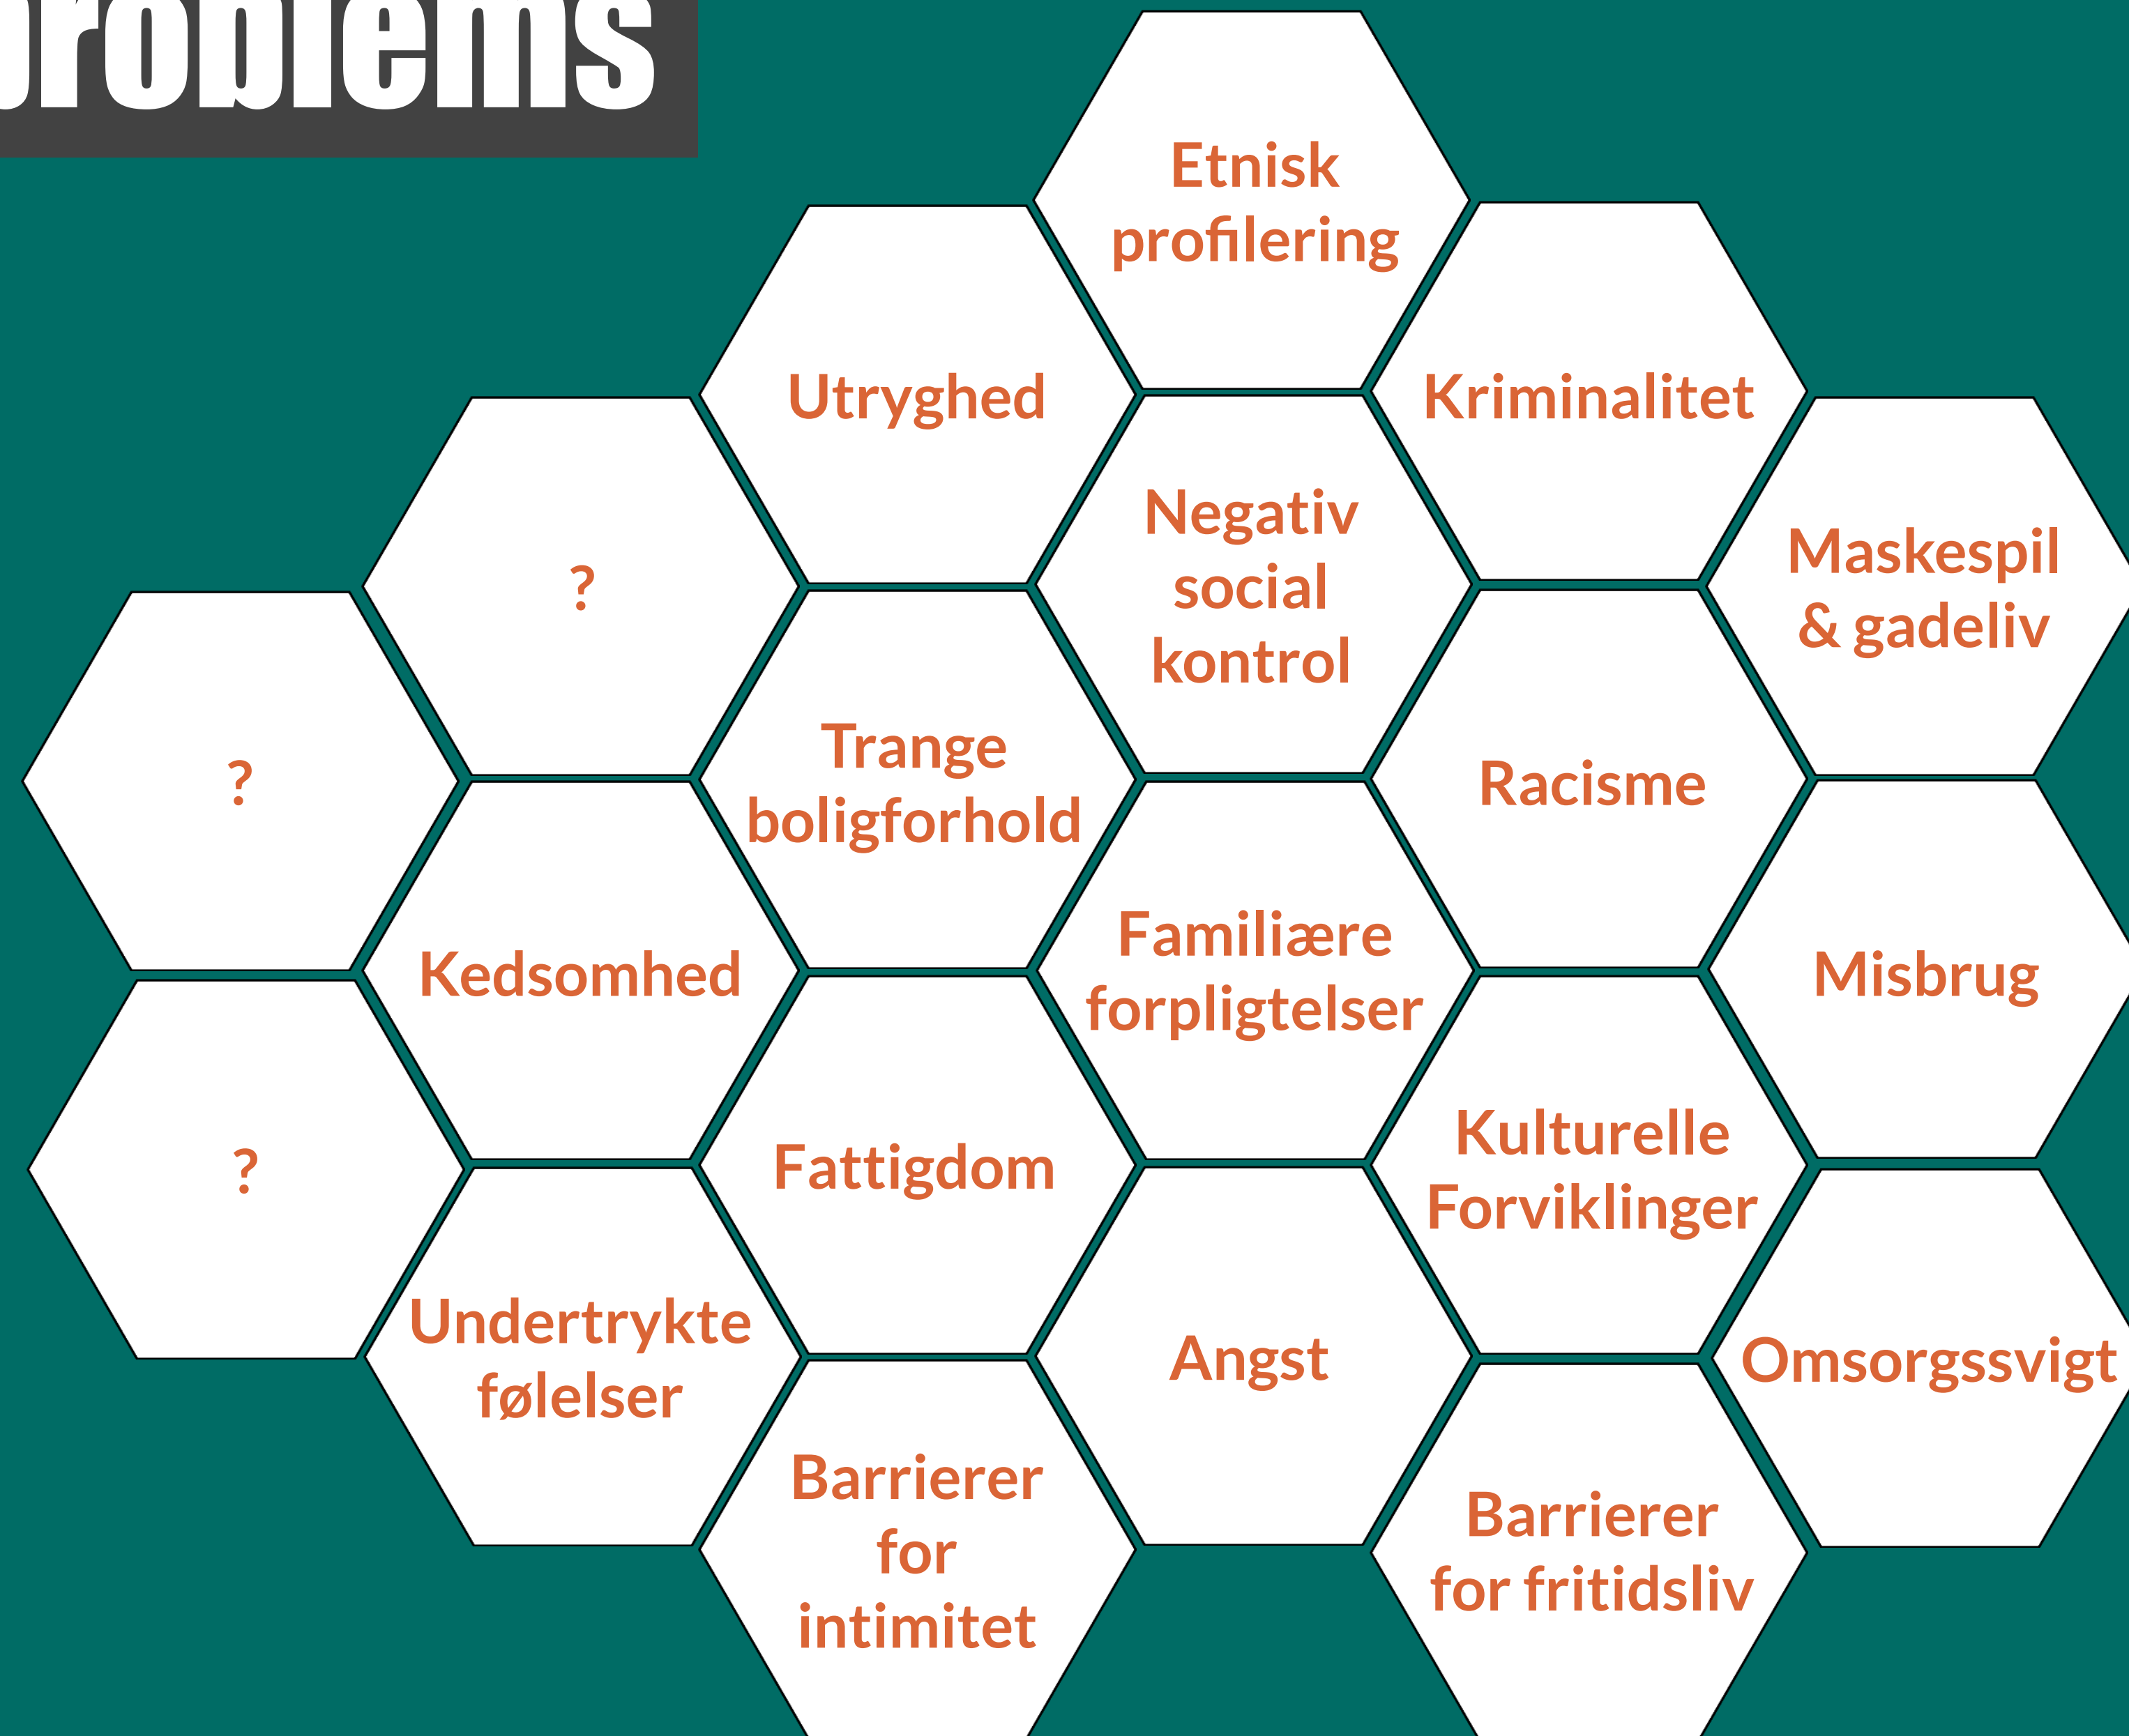 roblems
Etnisk
profilering
Utryghed
Kriminalitet
Negativ
social
kontrol
Maskespil
& gadeliv
?
Trange
boligforhold
Racisme
?
Kedsomhed
Familiære
forpligtelser
Misbrug
Fattigdom
Kulturelle
Forviklinger
?
Undertrykte
følelser
Angst
Omsorgssvigt
Barrierer
for
intimitet
Barrierer
for fritidsliv